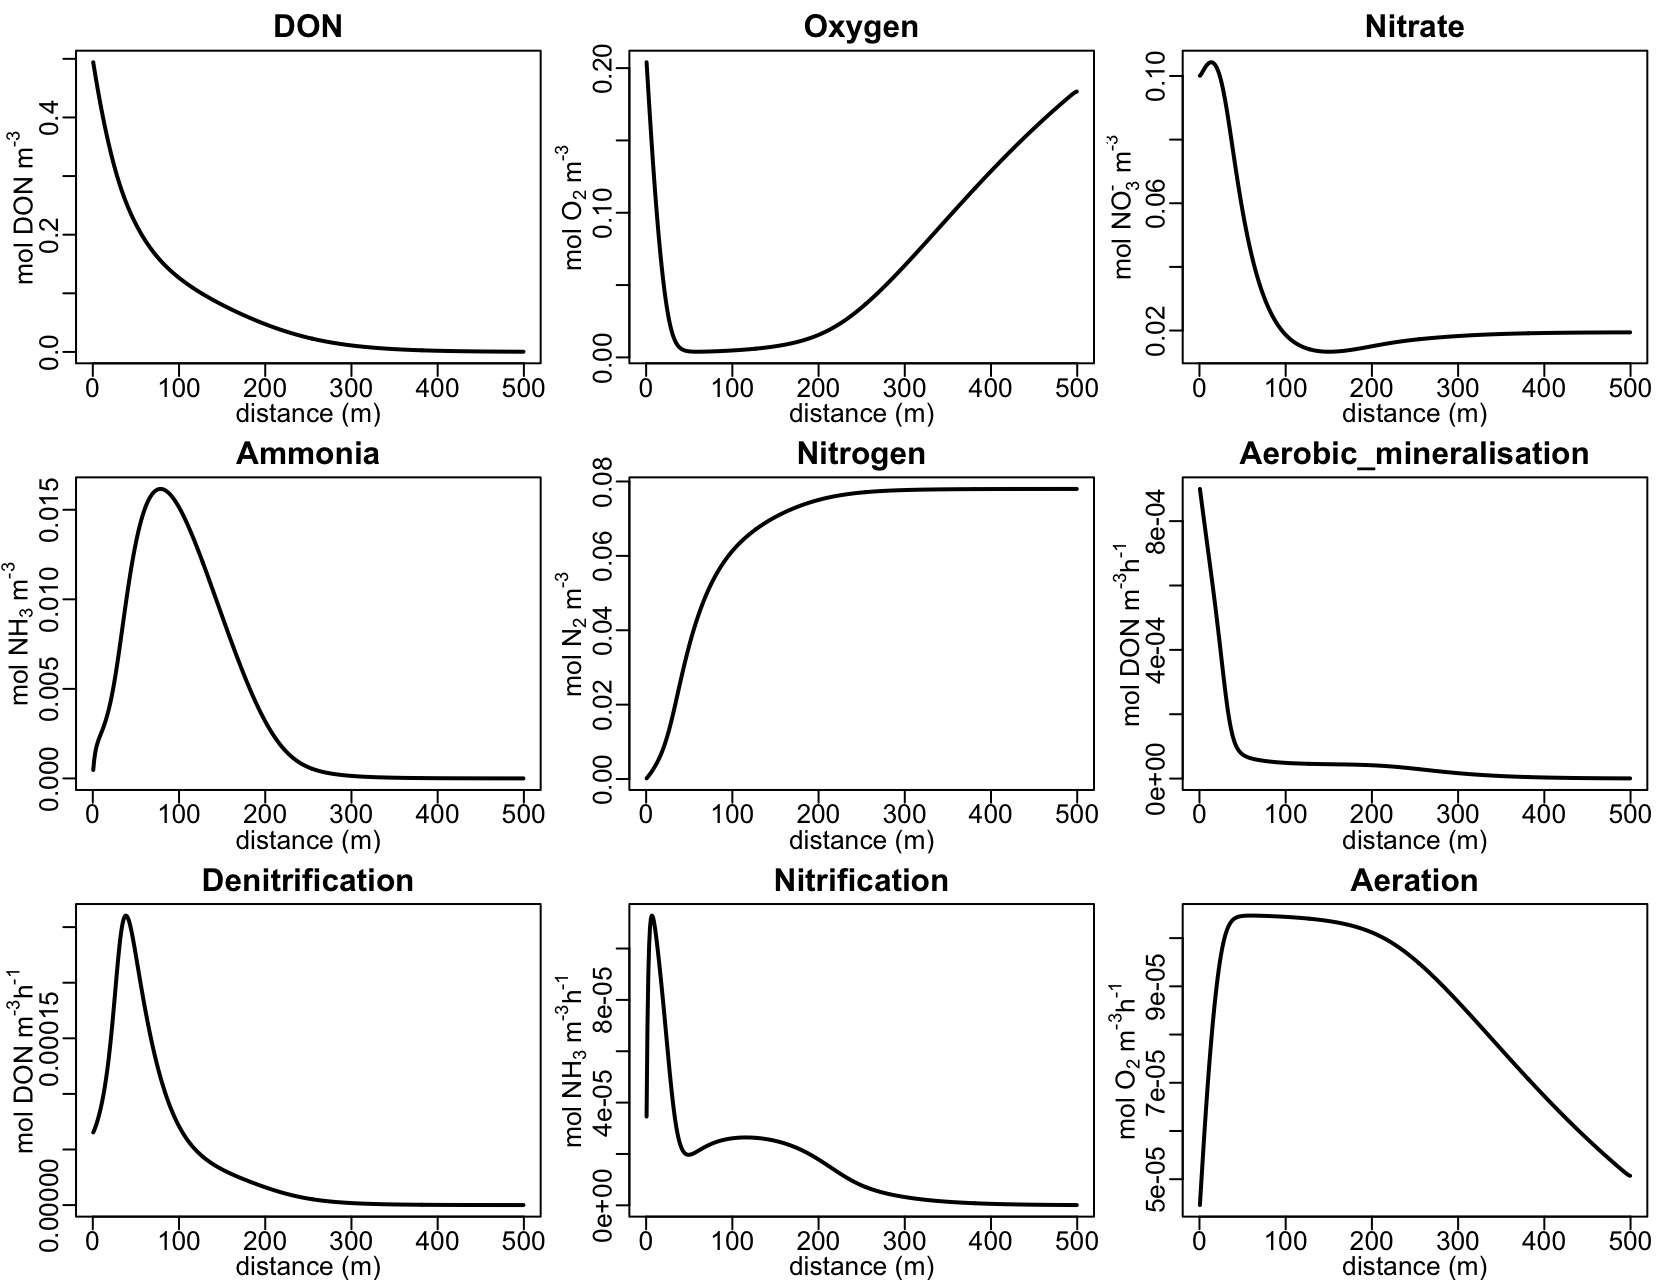 DON
mol DON m-3
0.0 0.2 0.4
0 100 200 300 400 500
distance (m)
Oxygen
mol O2 m-3
0.00 0.10 0.20
0 100 200 300 400 500
distance (m)
Nitrate
mol NO3- m-3
0.02 0.06 0.10
0 100 200 300 400 500
distance (m)
Ammonia
mol NH3 m-3
0.000 0.005 0.010 0.015
0 100 200 300 400 500
distance (m)
Nitrogen
mol N2 m-3
0.00 0.02 0.04 0.06 0.08
0 100 200 300 400 500
distance (m)
Aerobic_mineralisation
mol DON m-3h-1
0e+00 4e-04 8e-04
0 100 200 300 400 500
distance (m)
Denitrification
mol DON m-3h-1
0.00000 0.00015
0 100 200 300 400 500
distance (m)
Nitrification
mol NH3 m-3h-1
0e+00 4e-05 8e-05
0 100 200 300 400 500
distance (m)
Aeration
mol O2 m-3h-1
5e-05 7e-05 9e-05
0 100 200 300 400 500
distance (m)